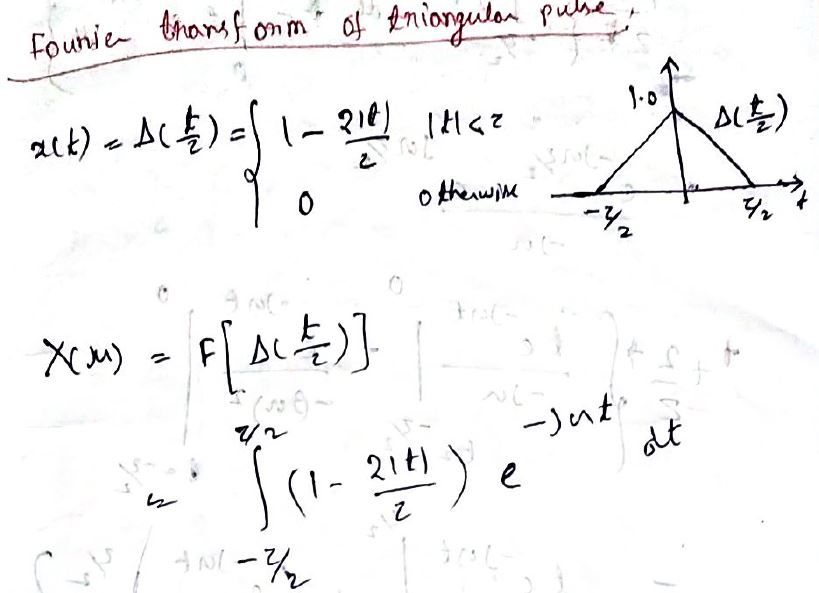 Fourier transform of triangular pulse.
x(t) = Δ(t/τ) = { 1 - 2|t|/τ   |t| < τ
0   otherwise
1.0   Δ(t/τ)
-τ/2   τ/2   t
X(ω) = F[Δ(t/τ)]
= ∫_{-τ/2}^{τ/2} (1 - 2|t|/τ) e^{-jωt} dt